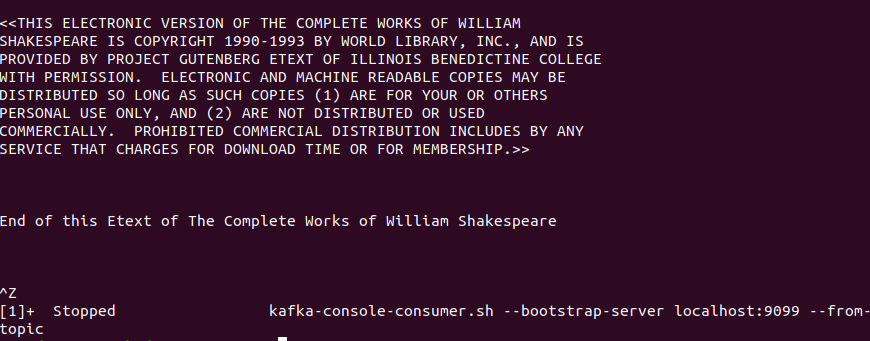 <<THIS ELECTRONIC VERSION OF THE COMPLETE WORKS OF WILLIAM
SHAKESPEARE IS COPYRIGHT 1990-1993 BY WORLD LIBRARY, INC., AND IS
PROVIDED BY PROJECT GUTENBERG ETEXT OF ILLINOIS BENEDICTINE COLLEGE
WITH PERMISSION.  ELECTRONIC AND MACHINE READABLE COPIES MAY BE
DISTRIBUTED SO LONG AS SUCH COPIES (1) ARE FOR YOUR OR OTHERS
PERSONAL USE ONLY, AND (2) ARE NOT DISTRIBUTED OR USED
COMMERCIALLY.  PROHIBITED COMMERCIAL DISTRIBUTION INCLUDES BY ANY
SERVICE THAT CHARGES FOR DOWNLOAD TIME OR FOR MEMBERSHIP.>>
End of this Etext of The Complete Works of William Shakespeare
^Z
[1]+  Stopped                 kafka-console-consumer.sh --bootstrap-server localhost:9099 --from-
topic